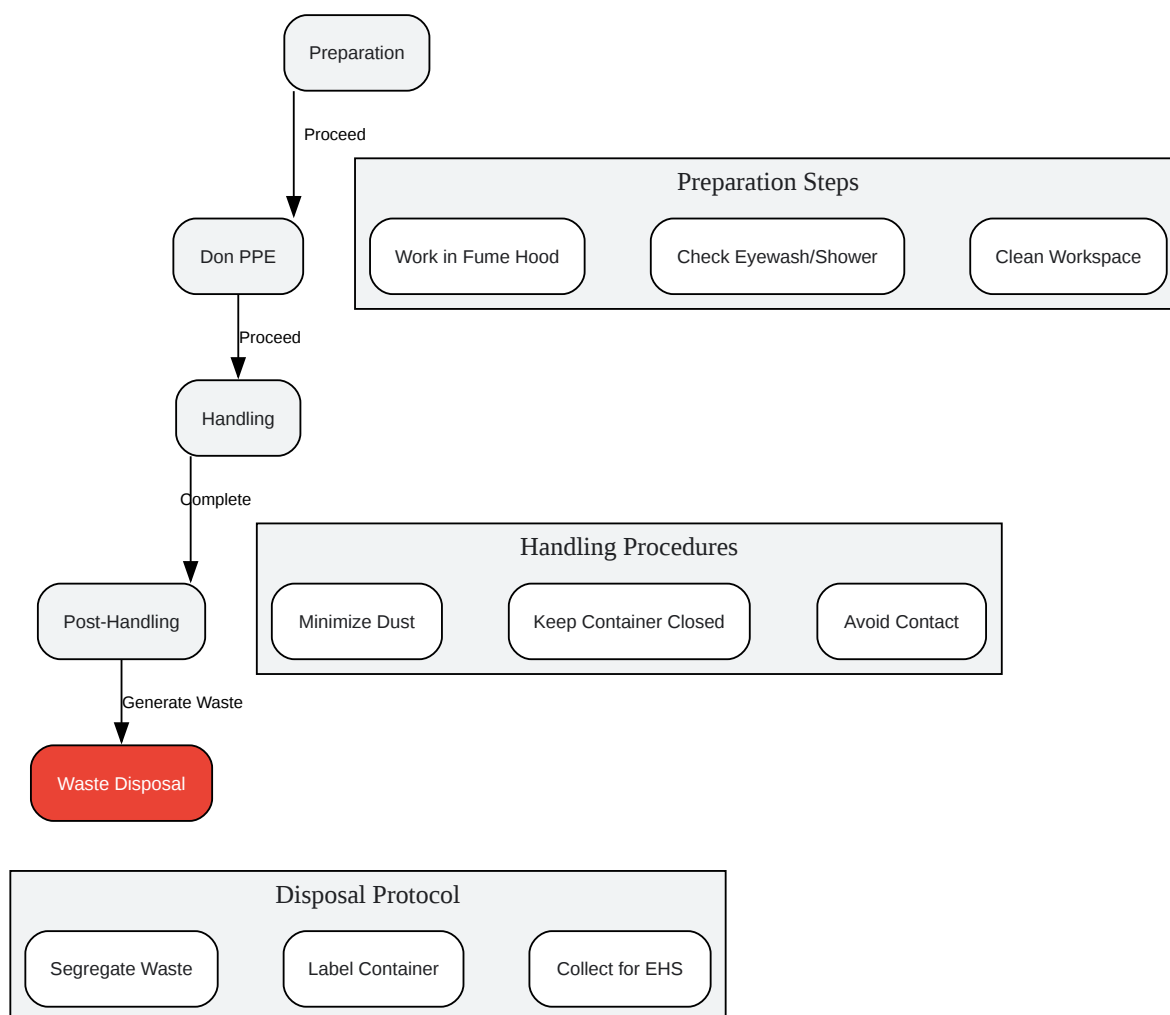 Preparation
Proceed
Preparation Steps
Don PPE
Work in Fume Hood
Check Eyewash/Shower
Clean Workspace
Proceed
Handling
Complete
Handling Procedures
Post-Handling
Minimize Dust
Keep Container Closed
Avoid Contact
Generate Waste
Waste Disposal
Disposal Protocol
Segregate Waste
Label Container
Collect for EHS